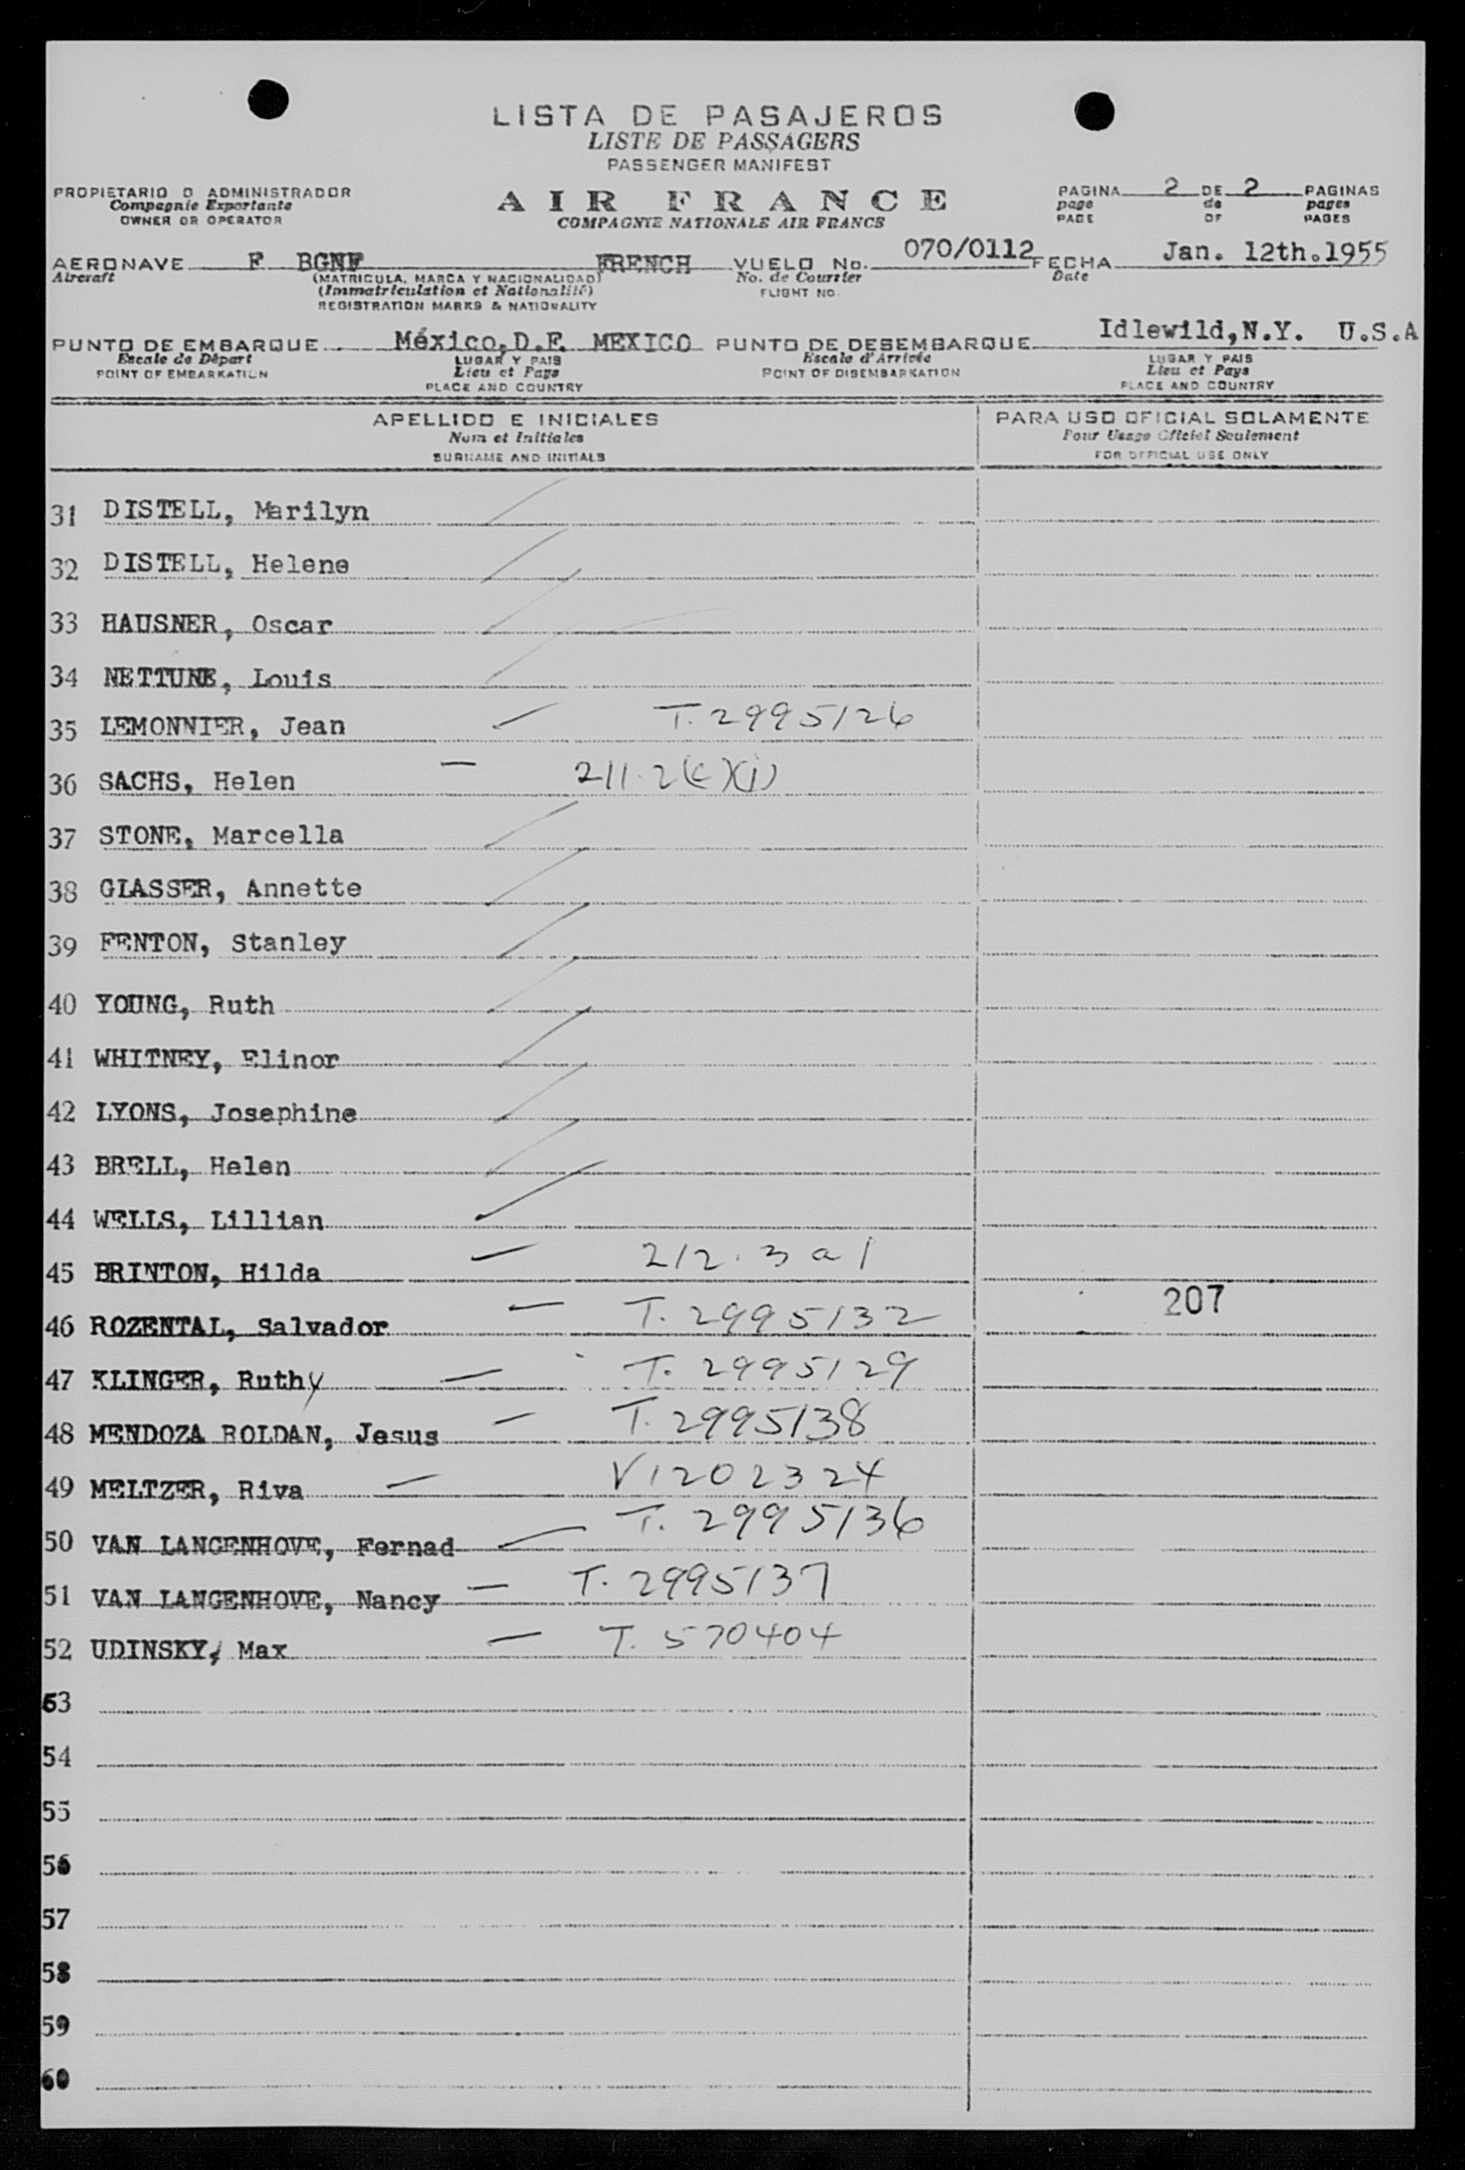 LISTA DE PASAJEROS
LISTE DE PASSAGERS
PASSENGER MANIFEST
PROPIETARIO O ADMINISTRADOR
Compagnie Exportante
OWNER OR OPERATOR
AIR FRANCE
COMPAGNIE NATIONALE AIR FRANCE
PAGINA 2 DE 2 PAGINAS
page de pages
PAGE OF PAGES
AERONAVE F BGNF FRENCH VUELO No. 070/0112 FECHA Jan. 12th.1955
Aircraft (MATRICULA, MARCA Y NACIONALIDAD) No. de Courrier Date
(Immatriculation et Nationalité) FLIGHT NO.
REGISTRATION MARKS & NATIONALITY
PUNTO DE EMBARQUE México,D.F. MEXICO PUNTO DE DESEMBARQUE Idlewild,N.Y. U.S.A
Escale de Départ LUGAR Y PAIS Escale d'Arrivée LUGAR Y PAIS
POINT OF EMBARKATION Lieu et Pays POINT OF DISEMBARKATION Lieu et Pays
PLACE AND COUNTRY PLACE AND COUNTRY
APELLIDO E INICIALES PARA USO OFICIAL SOLAMENTE
Nom et Initiales Pour Usage Officiel Seulement
SURNAME AND INITIALS FOR OFFICIAL USE ONLY
31 DISTELL, Marilyn
32 DISTELL, Helene
33 HAUSNER, Oscar
34 NETTUNE, Louis
35 LEMONNIER, Jean T. 2995126
36 SACHS, Helen 211.2(c)(j)
37 STONE, Marcella
38 GLASSER, Annette
39 FENTON, Stanley
40 YOUNG, Ruth
41 WHITNEY, Elinor
42 LYONS, Josephine
43 BRELL, Helen
44 WELLS, Lillian
45 BRINTON, Hilda 212.3 a 1
46 ROZENTAL, Salvador T. 2995132 207
47 KLINGER, Ruthy T. 2995129
48 MENDOZA ROLDAN, Jesus T. 2995138
49 MELTZER, Riva V1202324
50 VAN LANGENHOVE, Fernad T. 2995136
51 VAN LANGENHOVE, Nancy T. 2995137
52 UDINSKY, Max T. 570404
53
54
55
56
57
58
59
60